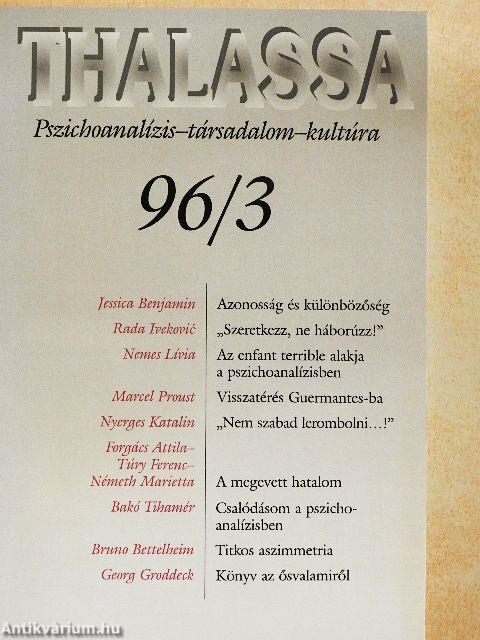 THALASSA
Pszichoanalízis–társadalom–kultúra
96/3
Jessica Benjamin Azonosság és különbözőség
Rada Iveković „Szeretkezz, ne háborúzz!"
Nemes Lívia Az enfant terrible alakja
a pszichoanalízisben
Marcel Proust Visszatérés Guermantes-ba
Nyerges Katalin „Nem szabad lerombolni…!"
Forgács Attila–
Túry Ferenc–
Németh Marietta A megevett hatalom
Bakó Tihamér Csalódásom a pszicho-
analízisben
Bruno Bettelheim Titkos aszimmetria
Georg Groddeck Könyv az ősvalamiről
Antikvárium.hu